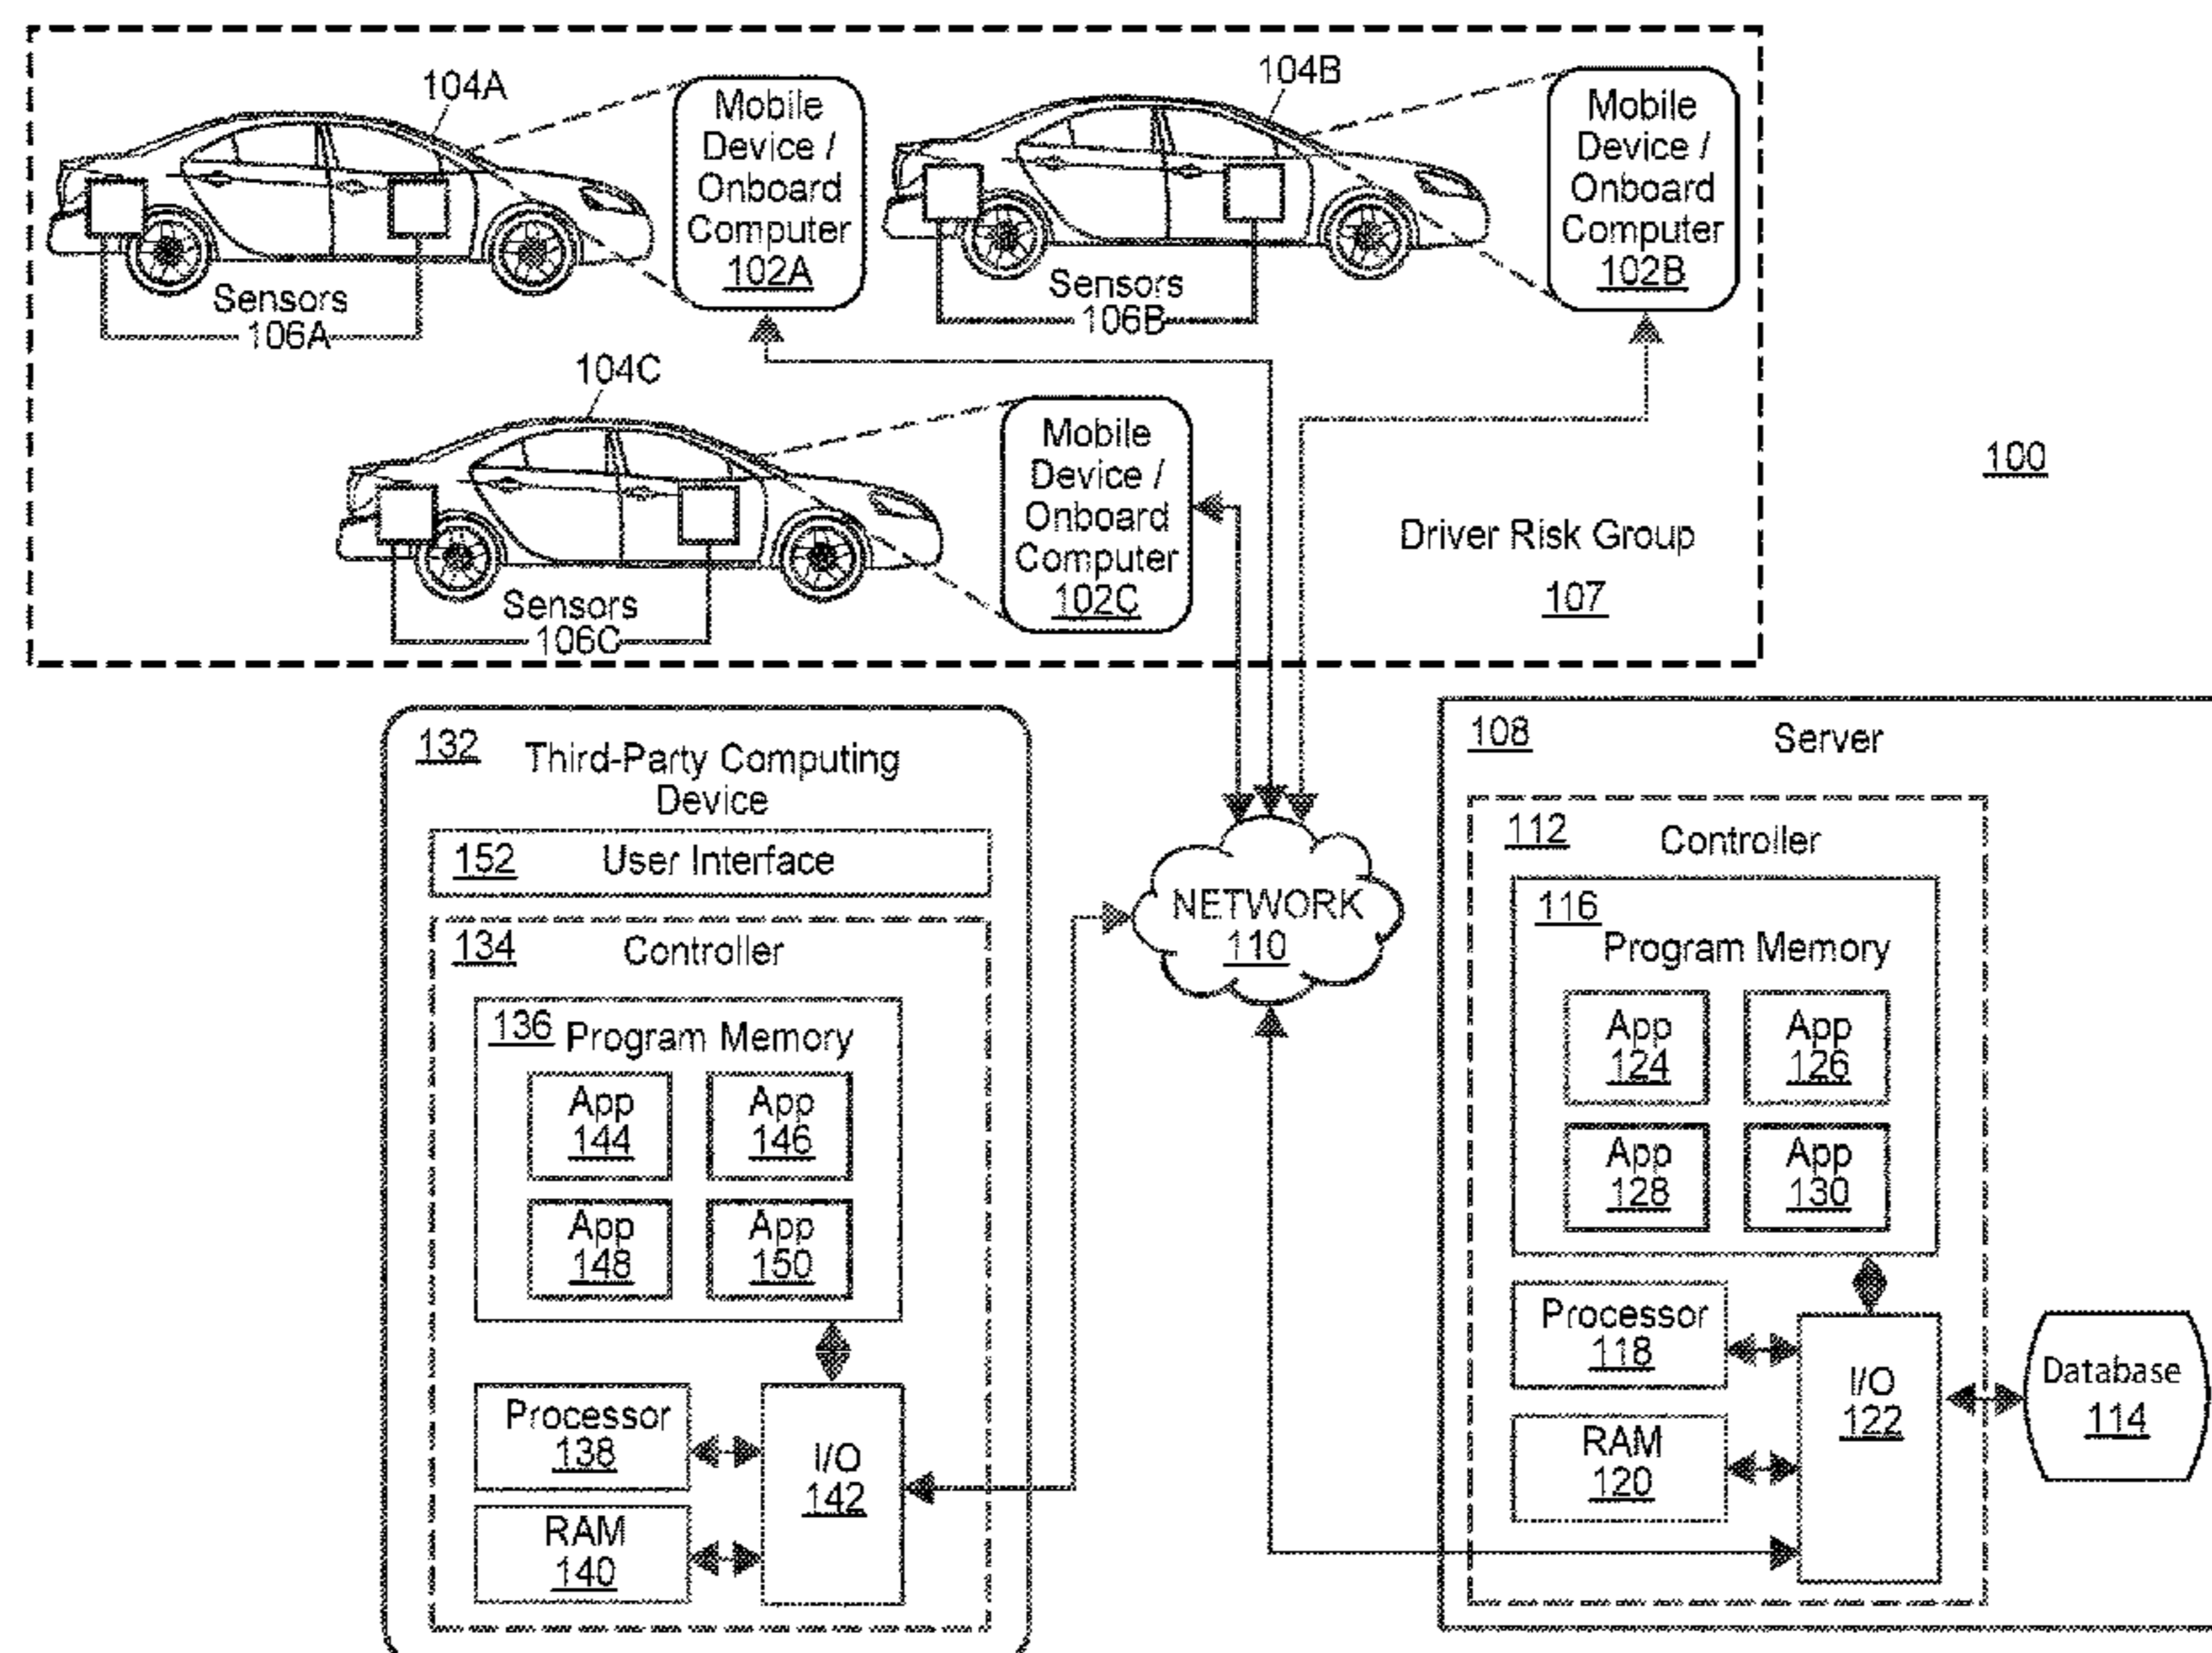 104A
Mobile
Device /
Onboard
Computer
102A
Sensors
106A
104B
Mobile
Device /
Onboard
Computer
102B
Sensors
106B
104C
Mobile
Device /
Onboard
Computer
102C
Sensors
106C
Driver Risk Group
107
100
132
Third-Party Computing
Device
152 User Interface
134 Controller
136 Program Memory
App
144
App
146
App
148
App
150
Processor
138
RAM
140
I/O
142
NETWORK
110
108 Server
112 Controller
116
Program Memory
App
124
App
126
App
128
App
130
Processor
118
RAM
120
I/O
122
Database
114